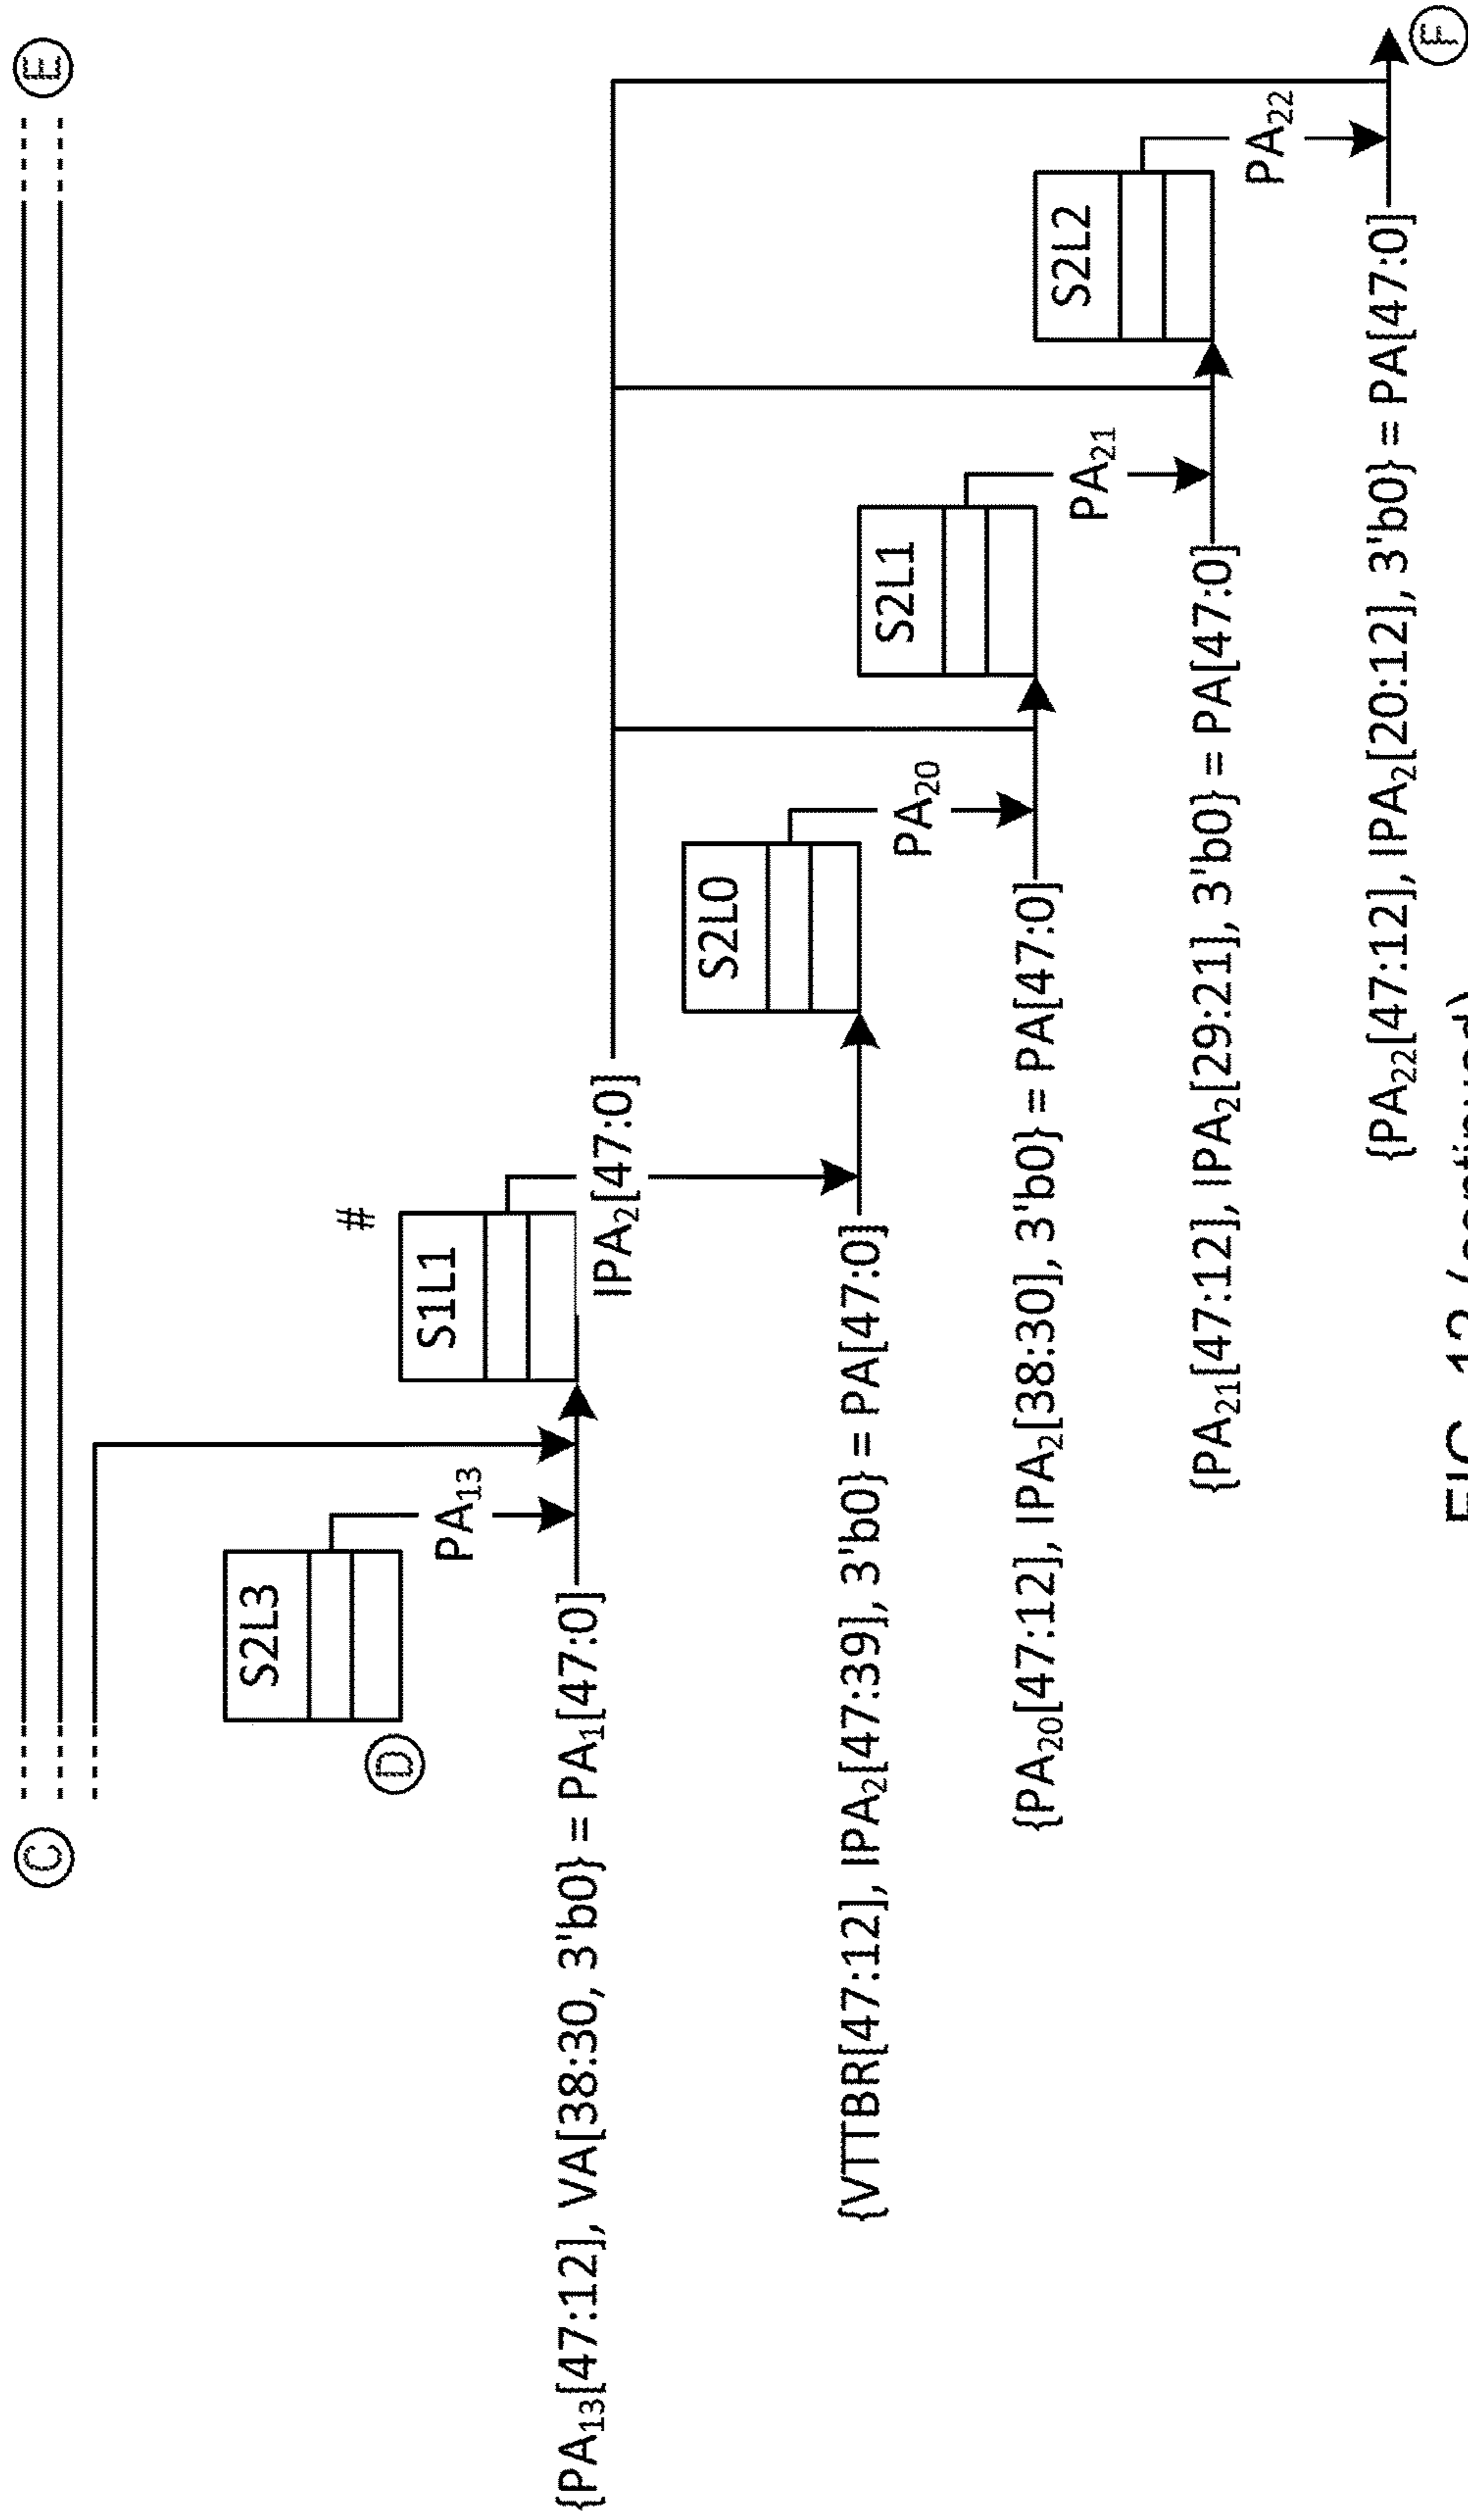 Ⓒ
Ⓔ
S2L3
Ⓓ
PA₁₃
#
S1L1
{PA₁₃[47:12], VA[38:30, 3'b0} = PA₁[47:0]
IPA₂[47:0]
S2L0
{VTTBR[47:12], IPA₂[47:39], 3'b0} = PA[47:0]
PA₂₀
S2L1
{PA₂₀[47:12], IPA₂[38:30], 3'b0} = PA[47:0]
PA₂₁
S2L2
{PA₂₁[47:12], IPA₂[29:21], 3'b0} = PA[47:0]
PA₂₂
{PA₂₂[47:12], IPA₂[20:12], 3'b0} = PA[47:0]
Ⓕ
FIG. 12 (continued)